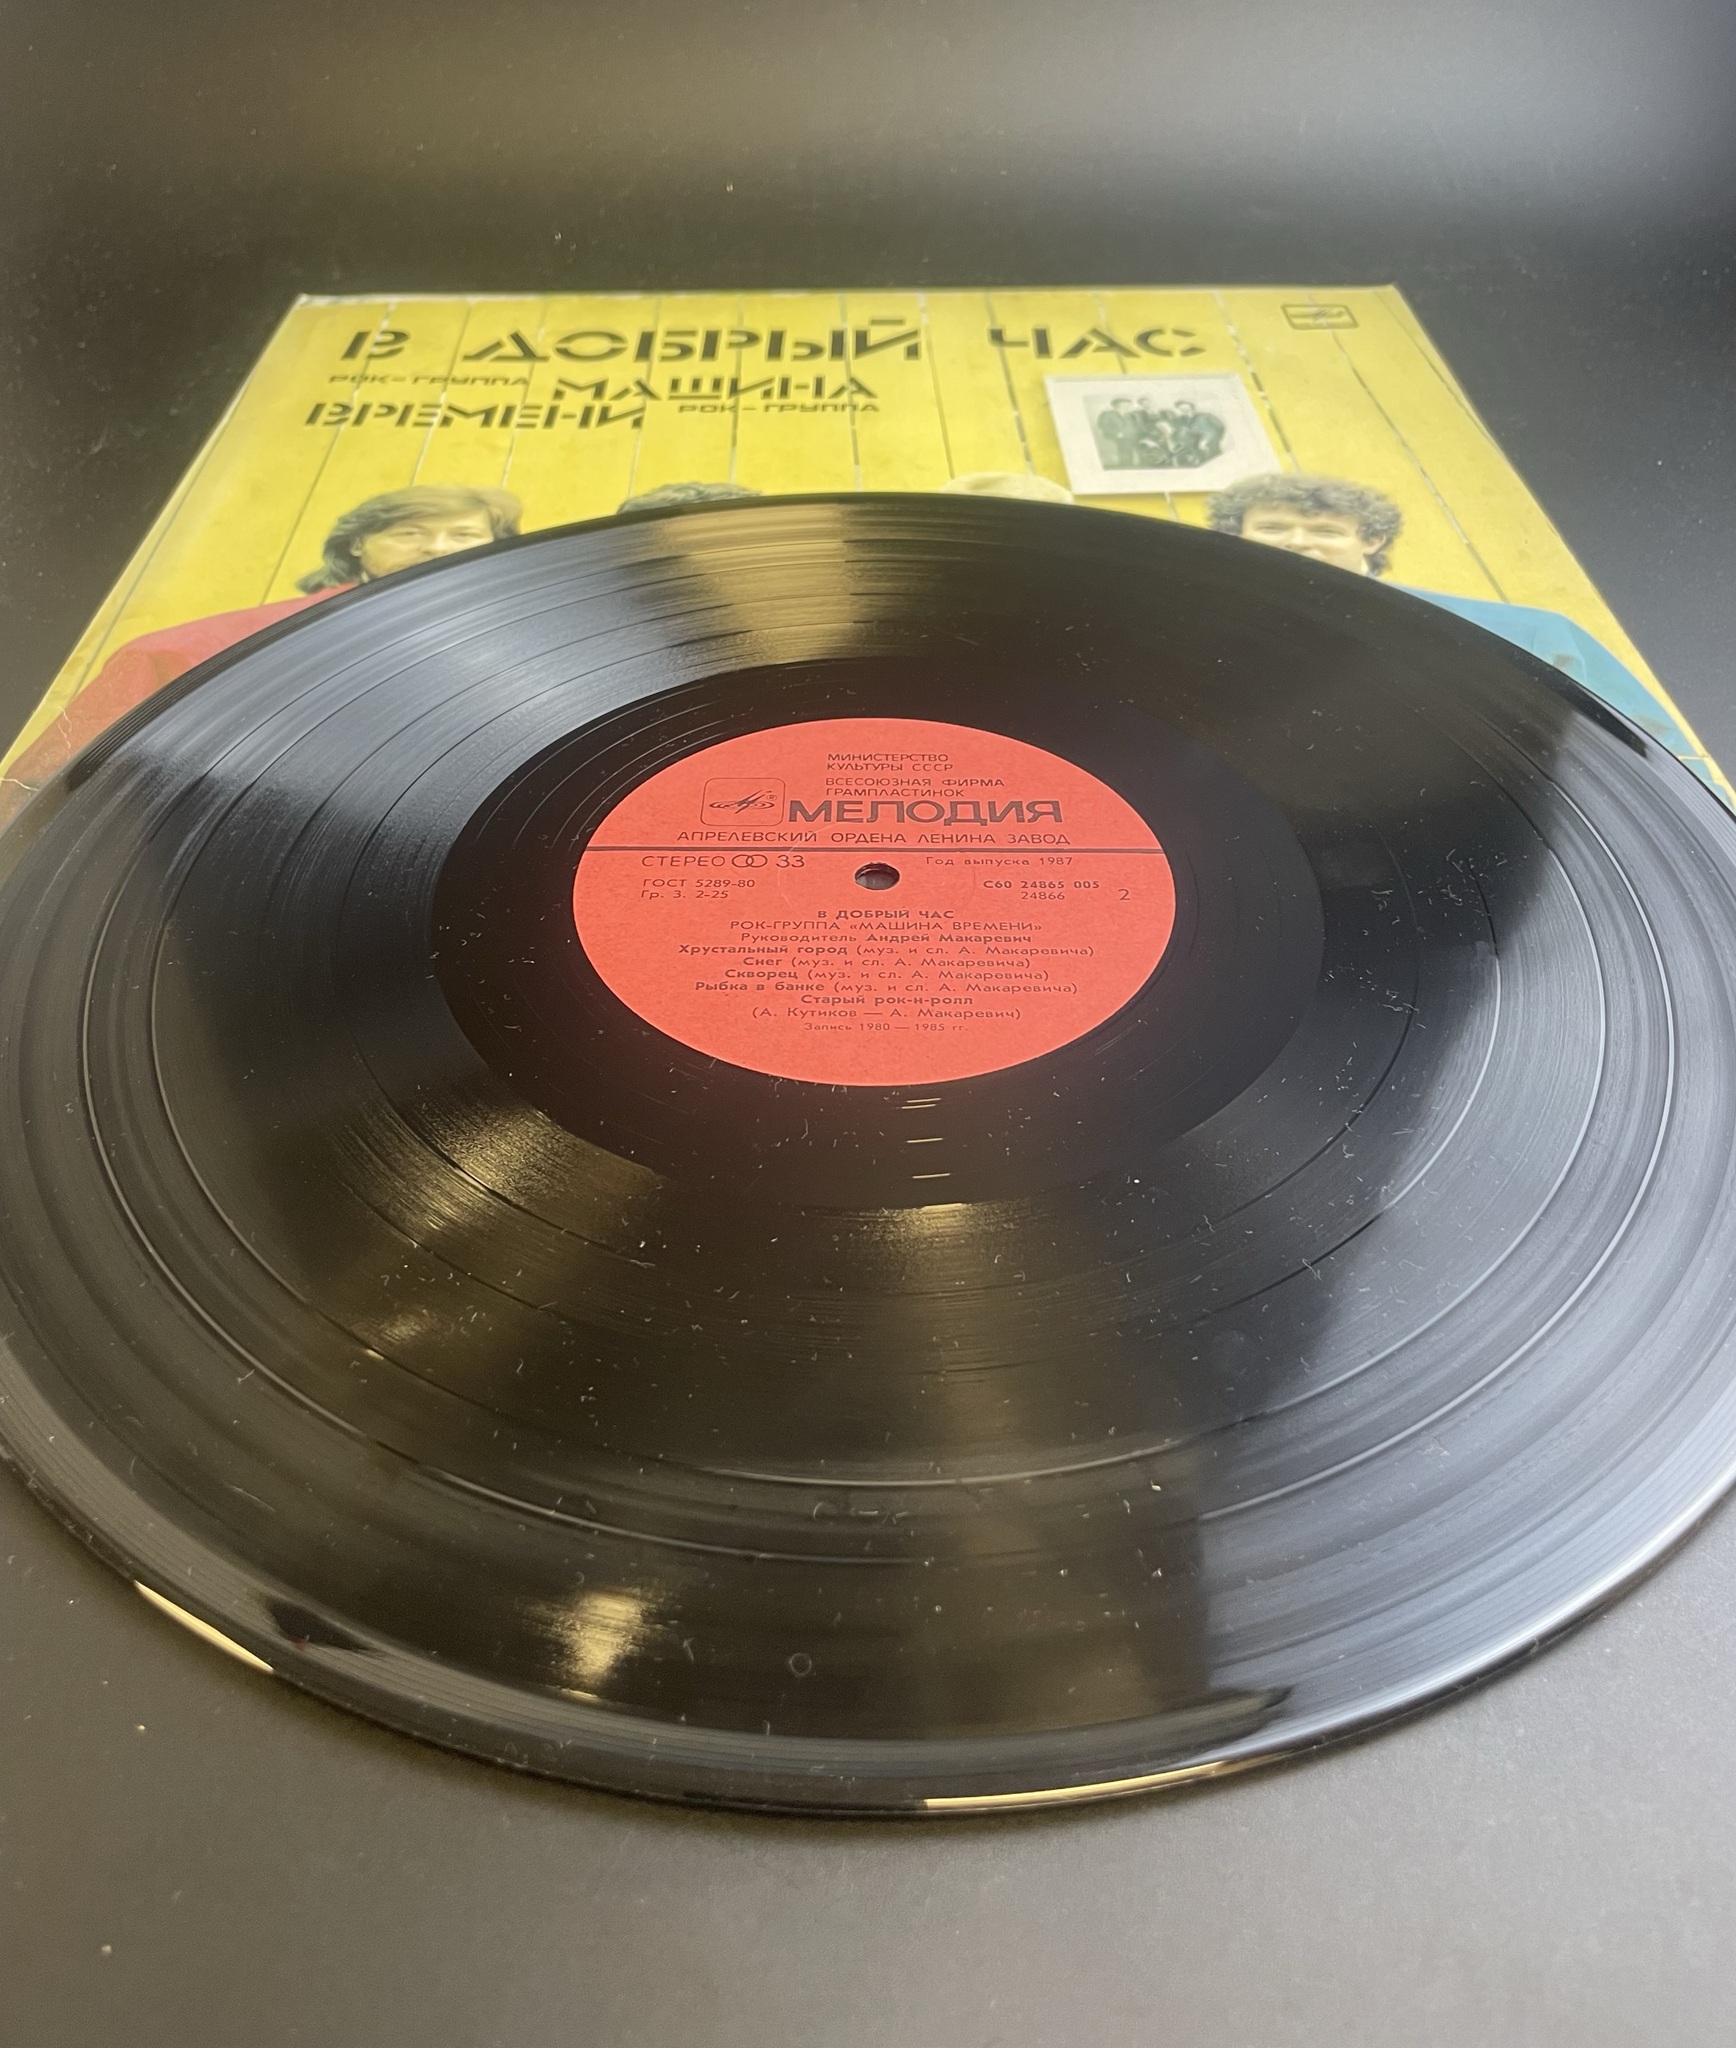 В ДОБРЫЙ ЧАС
РОК-ГРУППА МАШИНА
ВРЕМЕНИ РОК-ГРУППА
МИНИСТЕРСТВО
КУЛЬТУРЫ СССР
ВСЕСОЮЗНАЯ ФИРМА
ГРАМПЛАСТИНОК
МЕЛОДИЯ
АПРЕЛЕВСКИЙ ОРДЕНА ЛЕНИНА ЗАВОД
СТЕРЕО 33 Год выпуска 1987
ГОСТ 5289-80 С60 24865 005
Гр. 3. 2-25 24866 2
В ДОБРЫЙ ЧАС
РОК-ГРУППА «МАШИНА ВРЕМЕНИ»
Руководитель Андрей Макаревич
Хрустальный город (муз. и сл. А. Макаревича)
Снег (муз. и сл. А. Макаревича)
Скворец (муз. и сл. А. Макаревича)
Рыбка в банке (муз. и сл. А. Макаревича)
Старый рок-н-ролл
(А. Кутиков — А. Макаревич)
Запись 1980 — 1985 гг.